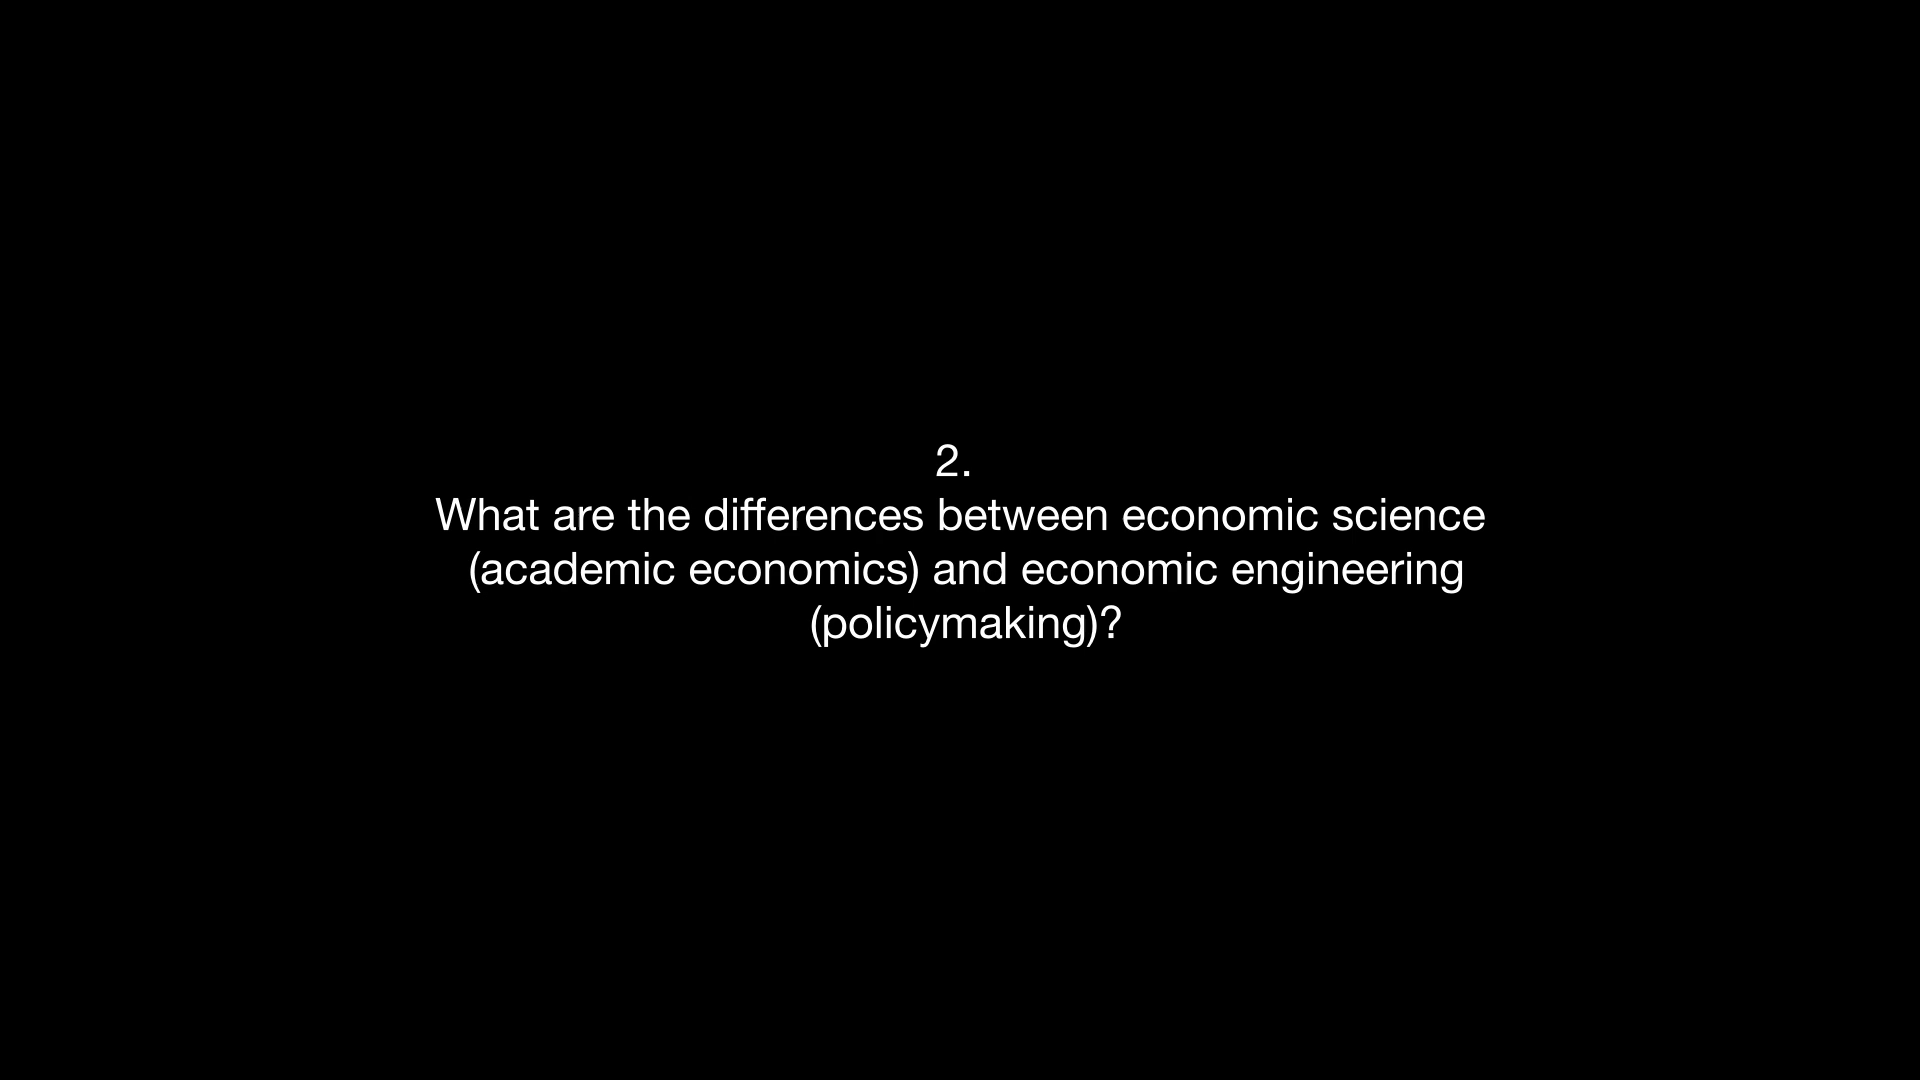 2.
What are the differences between economic science
(academic economics) and economic engineering
(policymaking)?